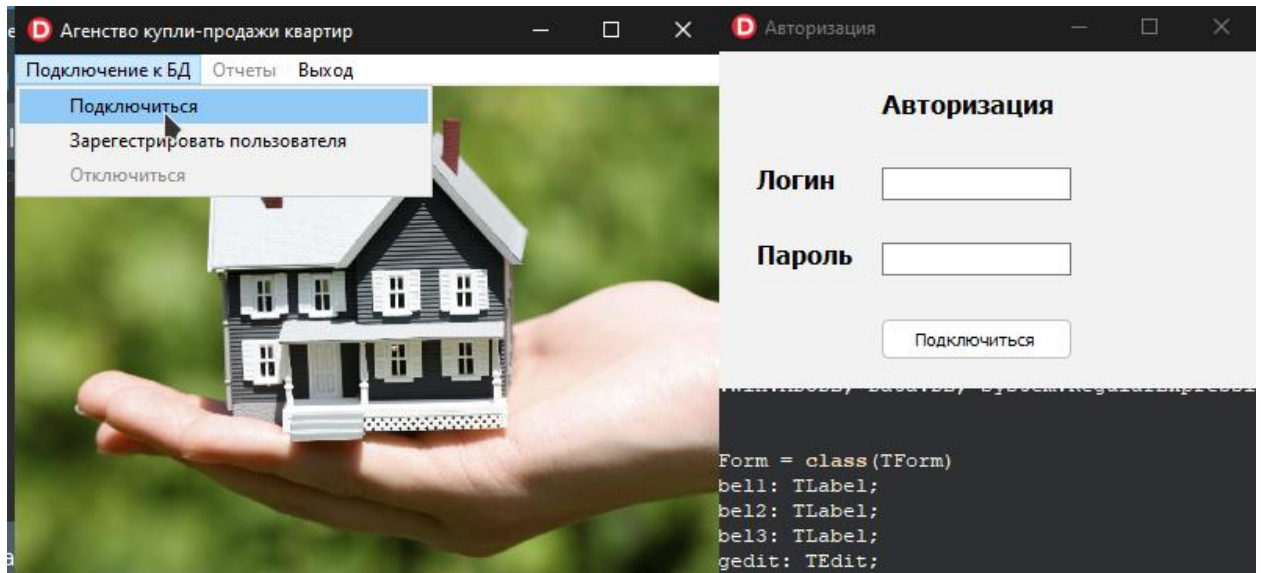 Агенство купли-продажи квартир
Подключение к БД Отчеты Выход
Подключиться
Зарегестрировать пользователя
Отключиться
Авторизация
Авторизация
Логин
Пароль
Подключиться
Form = class(TForm)
bel1: TLabel;
bel2: TLabel;
bel3: TLabel;
gedit: TEdit;